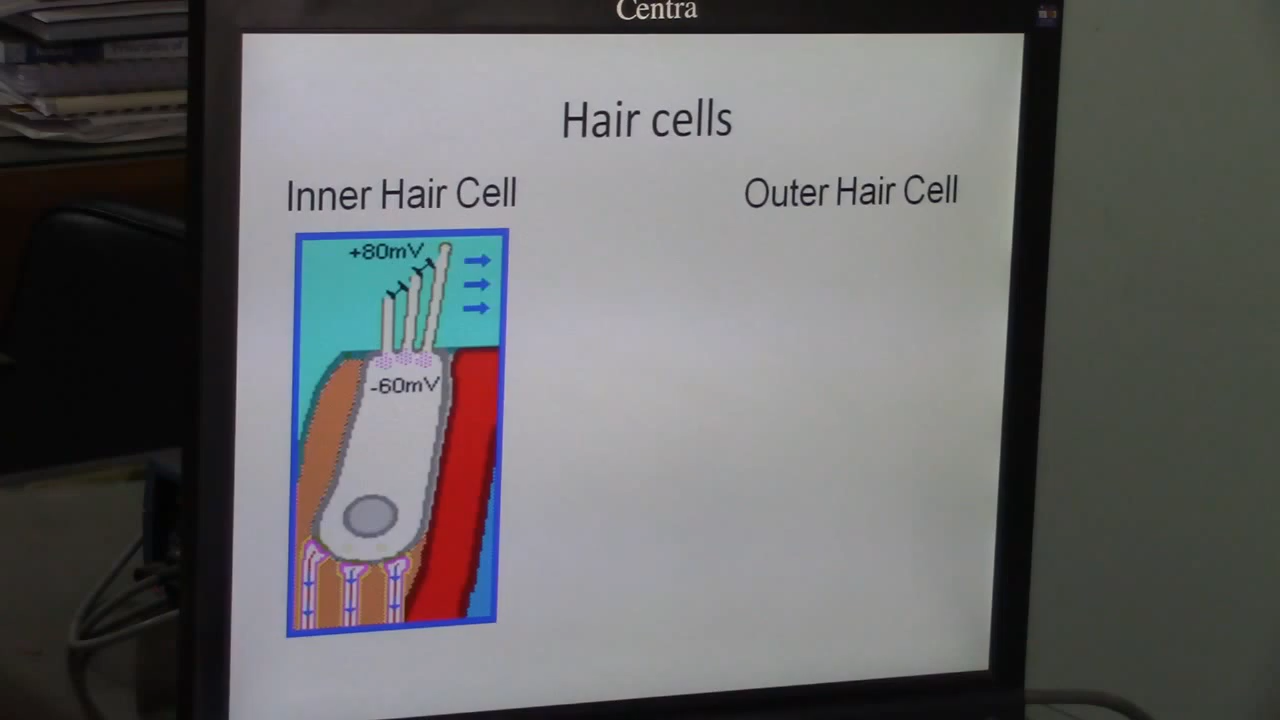 Centra
Hair cells
Inner Hair Cell
Outer Hair Cell
+80mV
-60mV